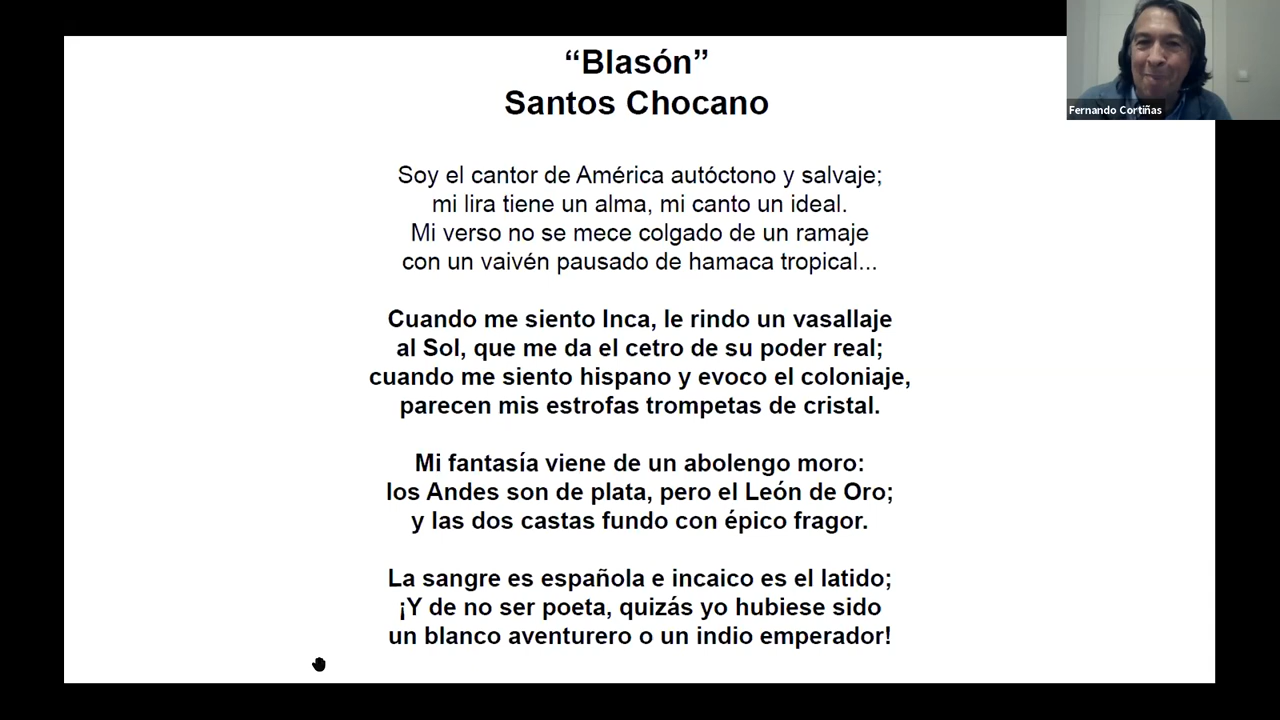 “Blasón”
Santos Chocano
Fernando Cortiñas
Soy el cantor de América autóctono y salvaje;
mi lira tiene un alma, mi canto un ideal.
Mi verso no se mece colgado de un ramaje
con un vaivén pausado de hamaca tropical...
Cuando me siento Inca, le rindo un vasallaje
al Sol, que me da el cetro de su poder real;
cuando me siento hispano y evoco el coloniaje,
parecen mis estrofas trompetas de cristal.
Mi fantasía viene de un abolengo moro:
los Andes son de plata, pero el León de Oro;
y las dos castas fundo con épico fragor.
La sangre es española e incaico es el latido;
¡Y de no ser poeta, quizás yo hubiese sido
un blanco aventurero o un indio emperador!